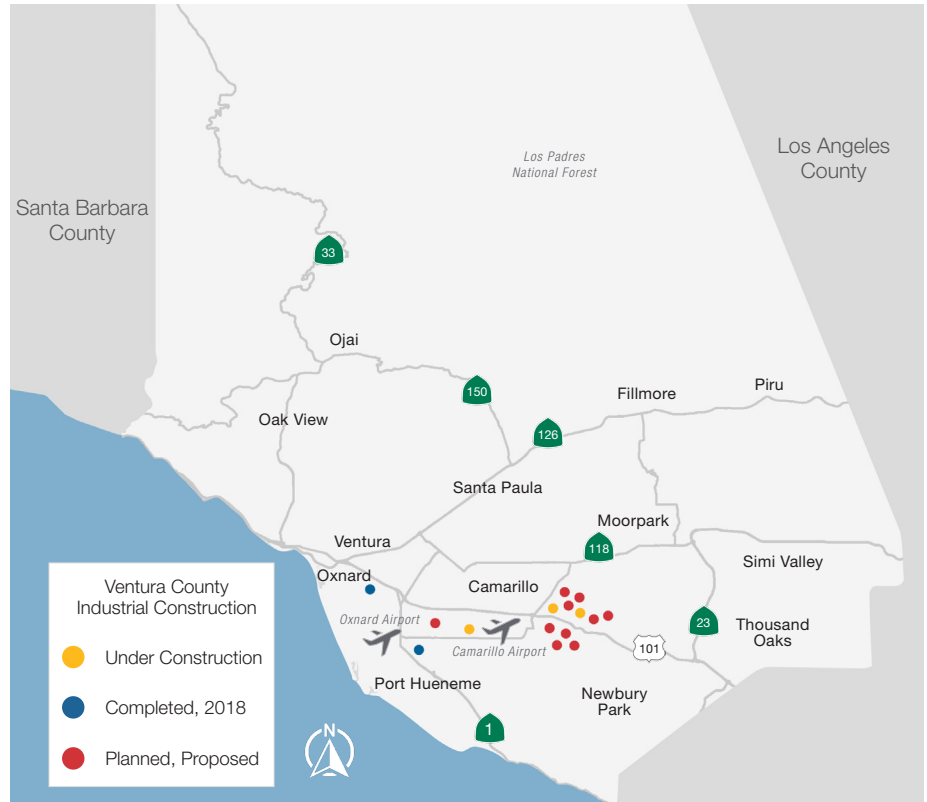 Los Padres
National Forest
Los Angeles
County
Santa Barbara
County
33
Ojai
150
Fillmore
Piru
Oak View
126
Santa Paula
Moorpark
Ventura
118
Simi Valley
Oxnard
Camarillo
Oxnard Airport
Camarillo Airport
23
Thousand
Oaks
101
Port Hueneme
Newbury
Park
1
N
Ventura County
Industrial Construction
Under Construction
Completed, 2018
Planned, Proposed